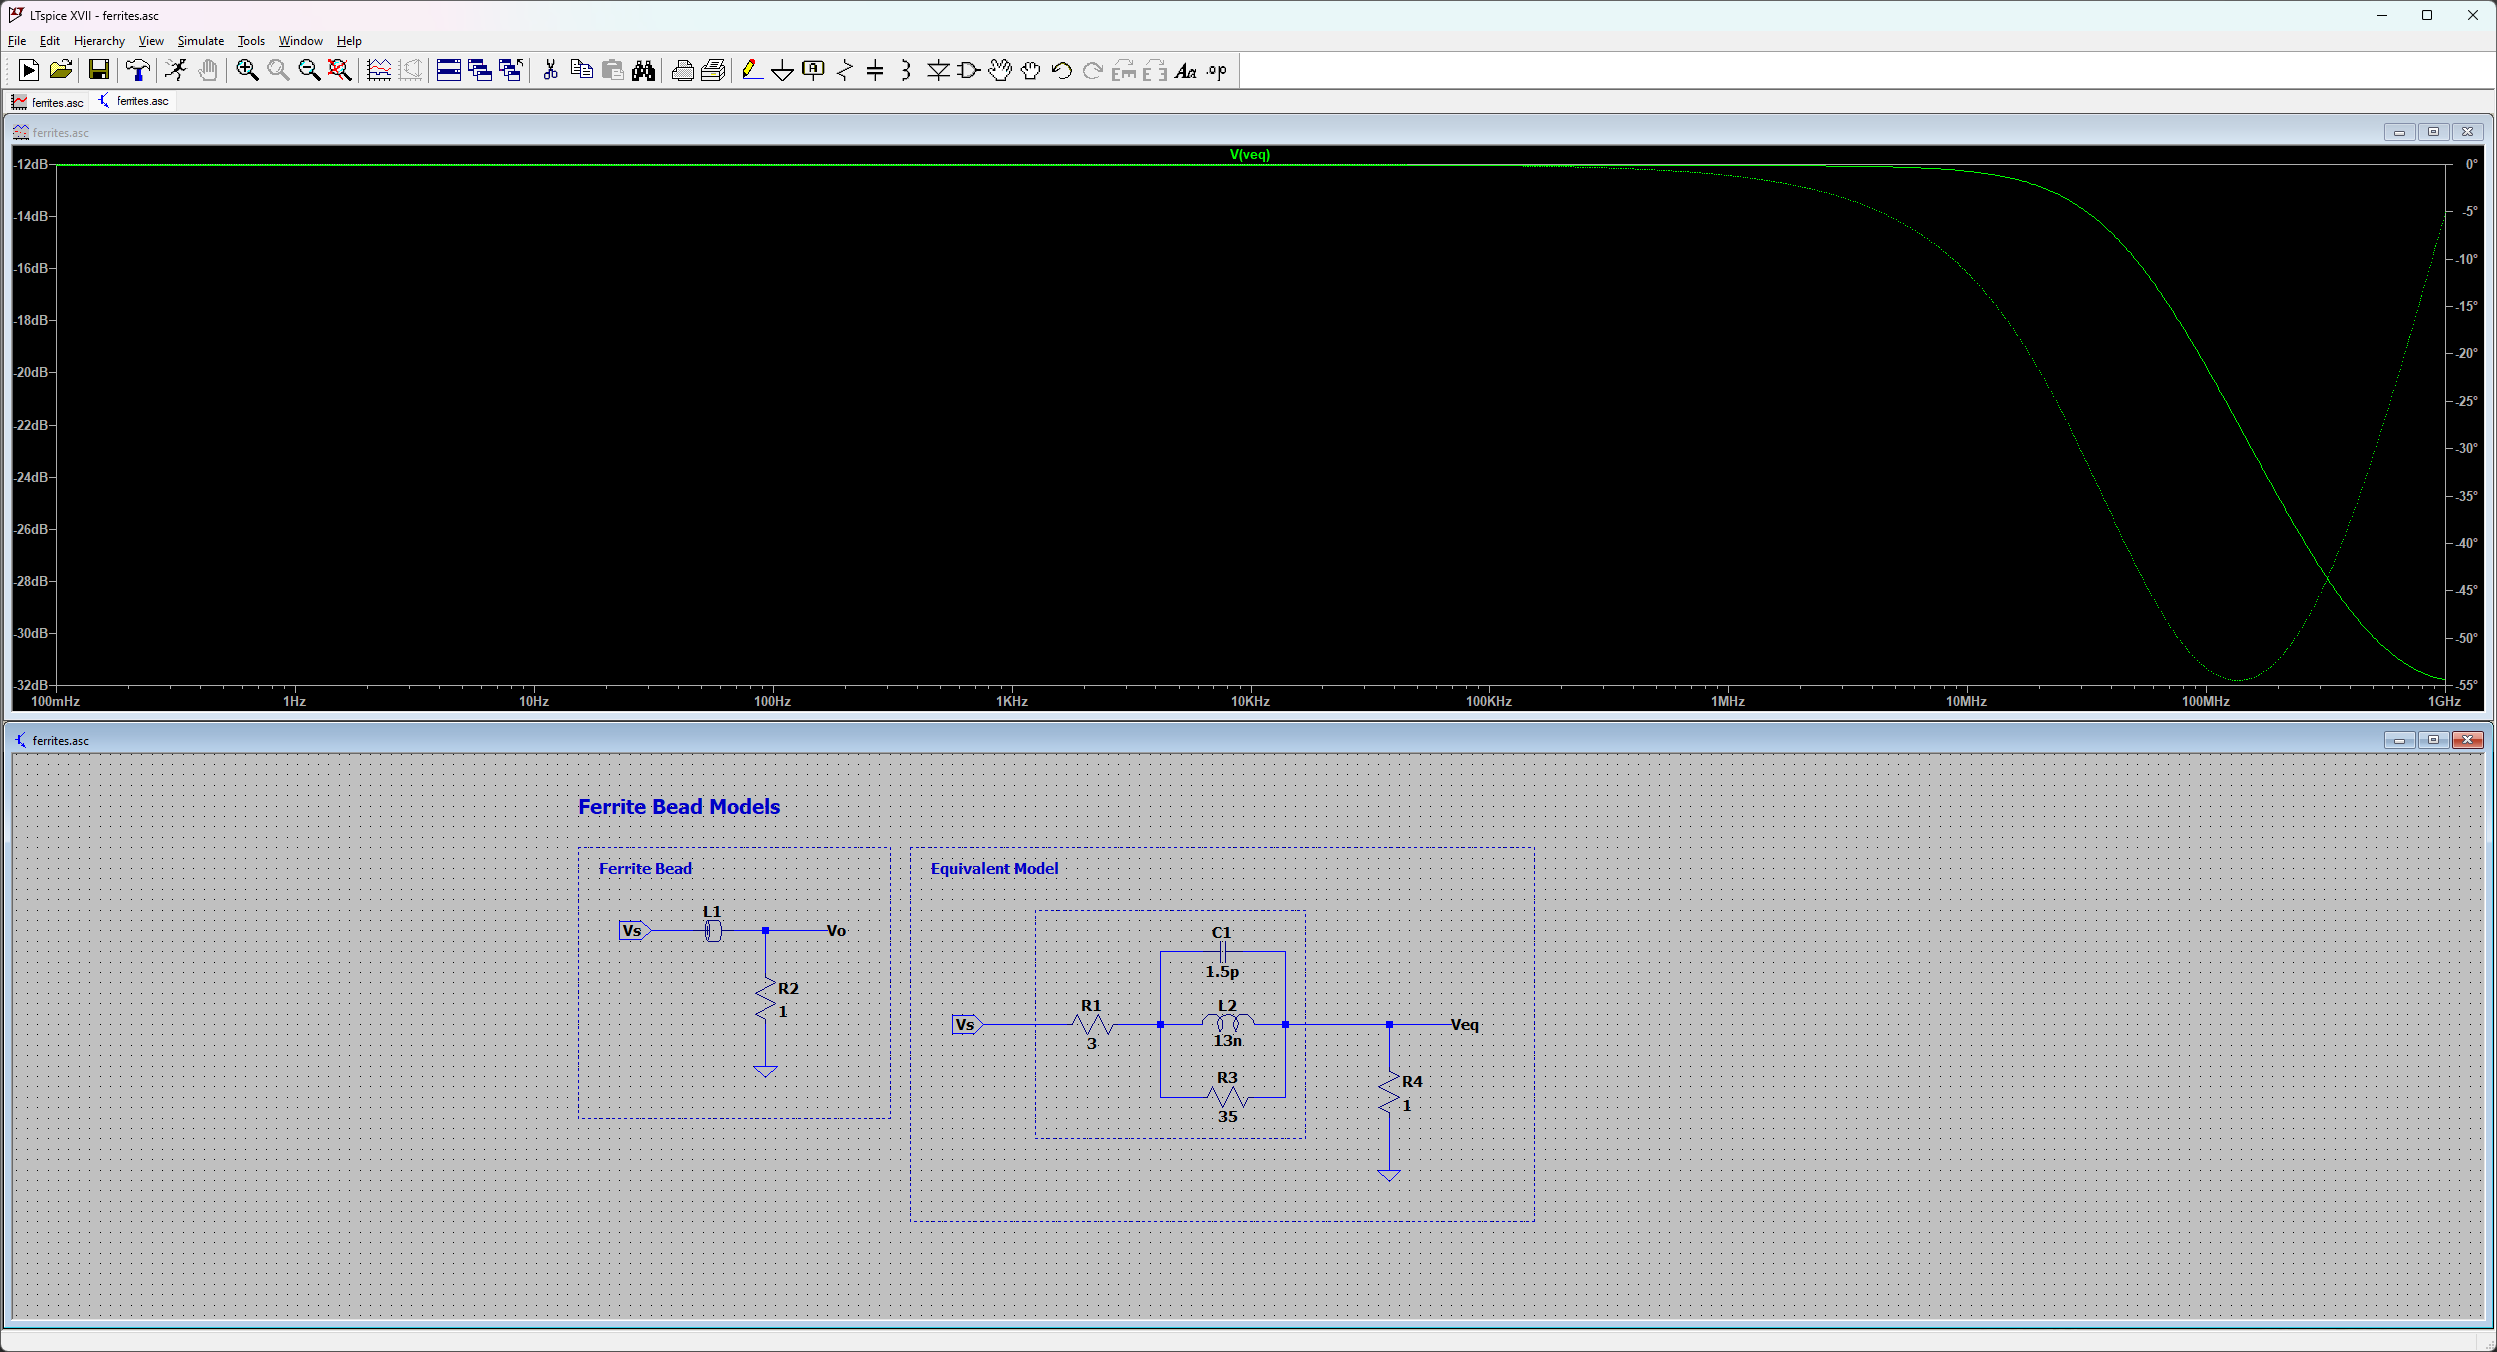 LTspice XVII - ferrites.asc
File Edit Hierarchy View Simulate Tools Window Help
A Aa .op
ferrites.asc ferrites.asc
ferrites.asc
V(veq)
-12dB
-14dB
-16dB
-18dB
-20dB
-22dB
-24dB
-26dB
-28dB
-30dB
-32dB
0°
-5°
-10°
-15°
-20°
-25°
-30°
-35°
-40°
-45°
-50°
-55°
100mHz 1Hz 10Hz 100Hz 1KHz 10KHz 100KHz 1MHz 10MHz 100MHz 1GHz
ferrites.asc
Ferrite Bead Models
Ferrite Bead
L1
Vs
Vo
R2
1
Equivalent Model
C1
1.5p
R1
3
L2
13n
Vs
Veq
R3
35
R4
1